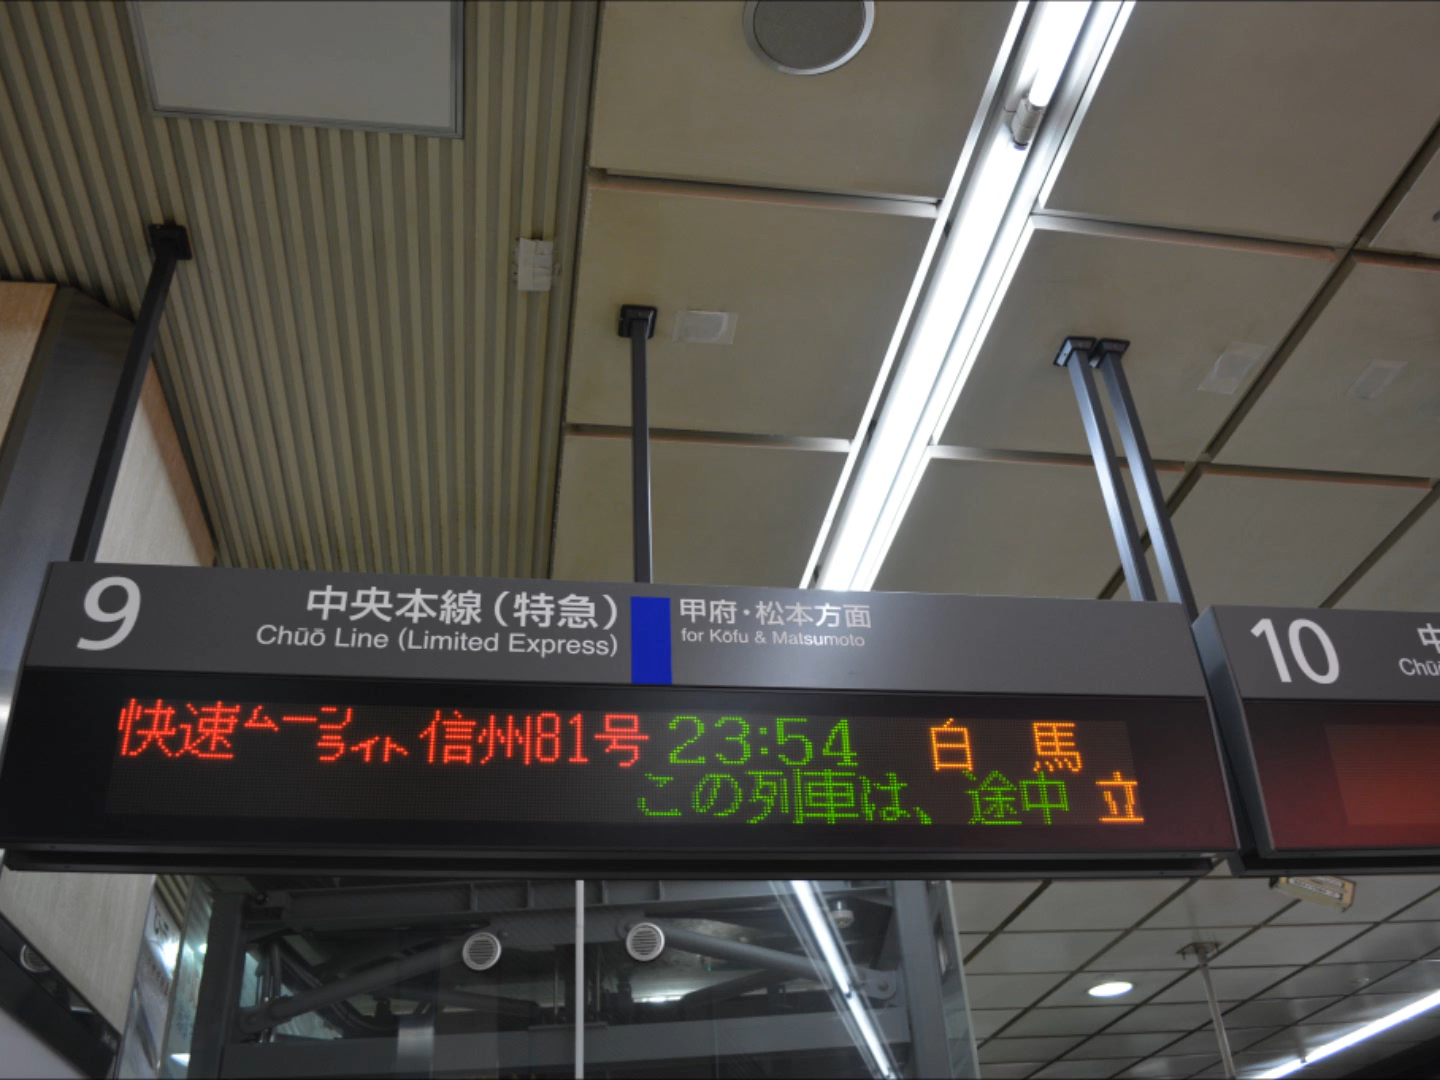 9 中央本線(特急) 甲府・松本方面
Chūō Line (Limited Express) for Kōfu & Matsumoto
快速ムーンライト信州81号 23:54 白馬
この列車は、途中 立
10 中
Chūō